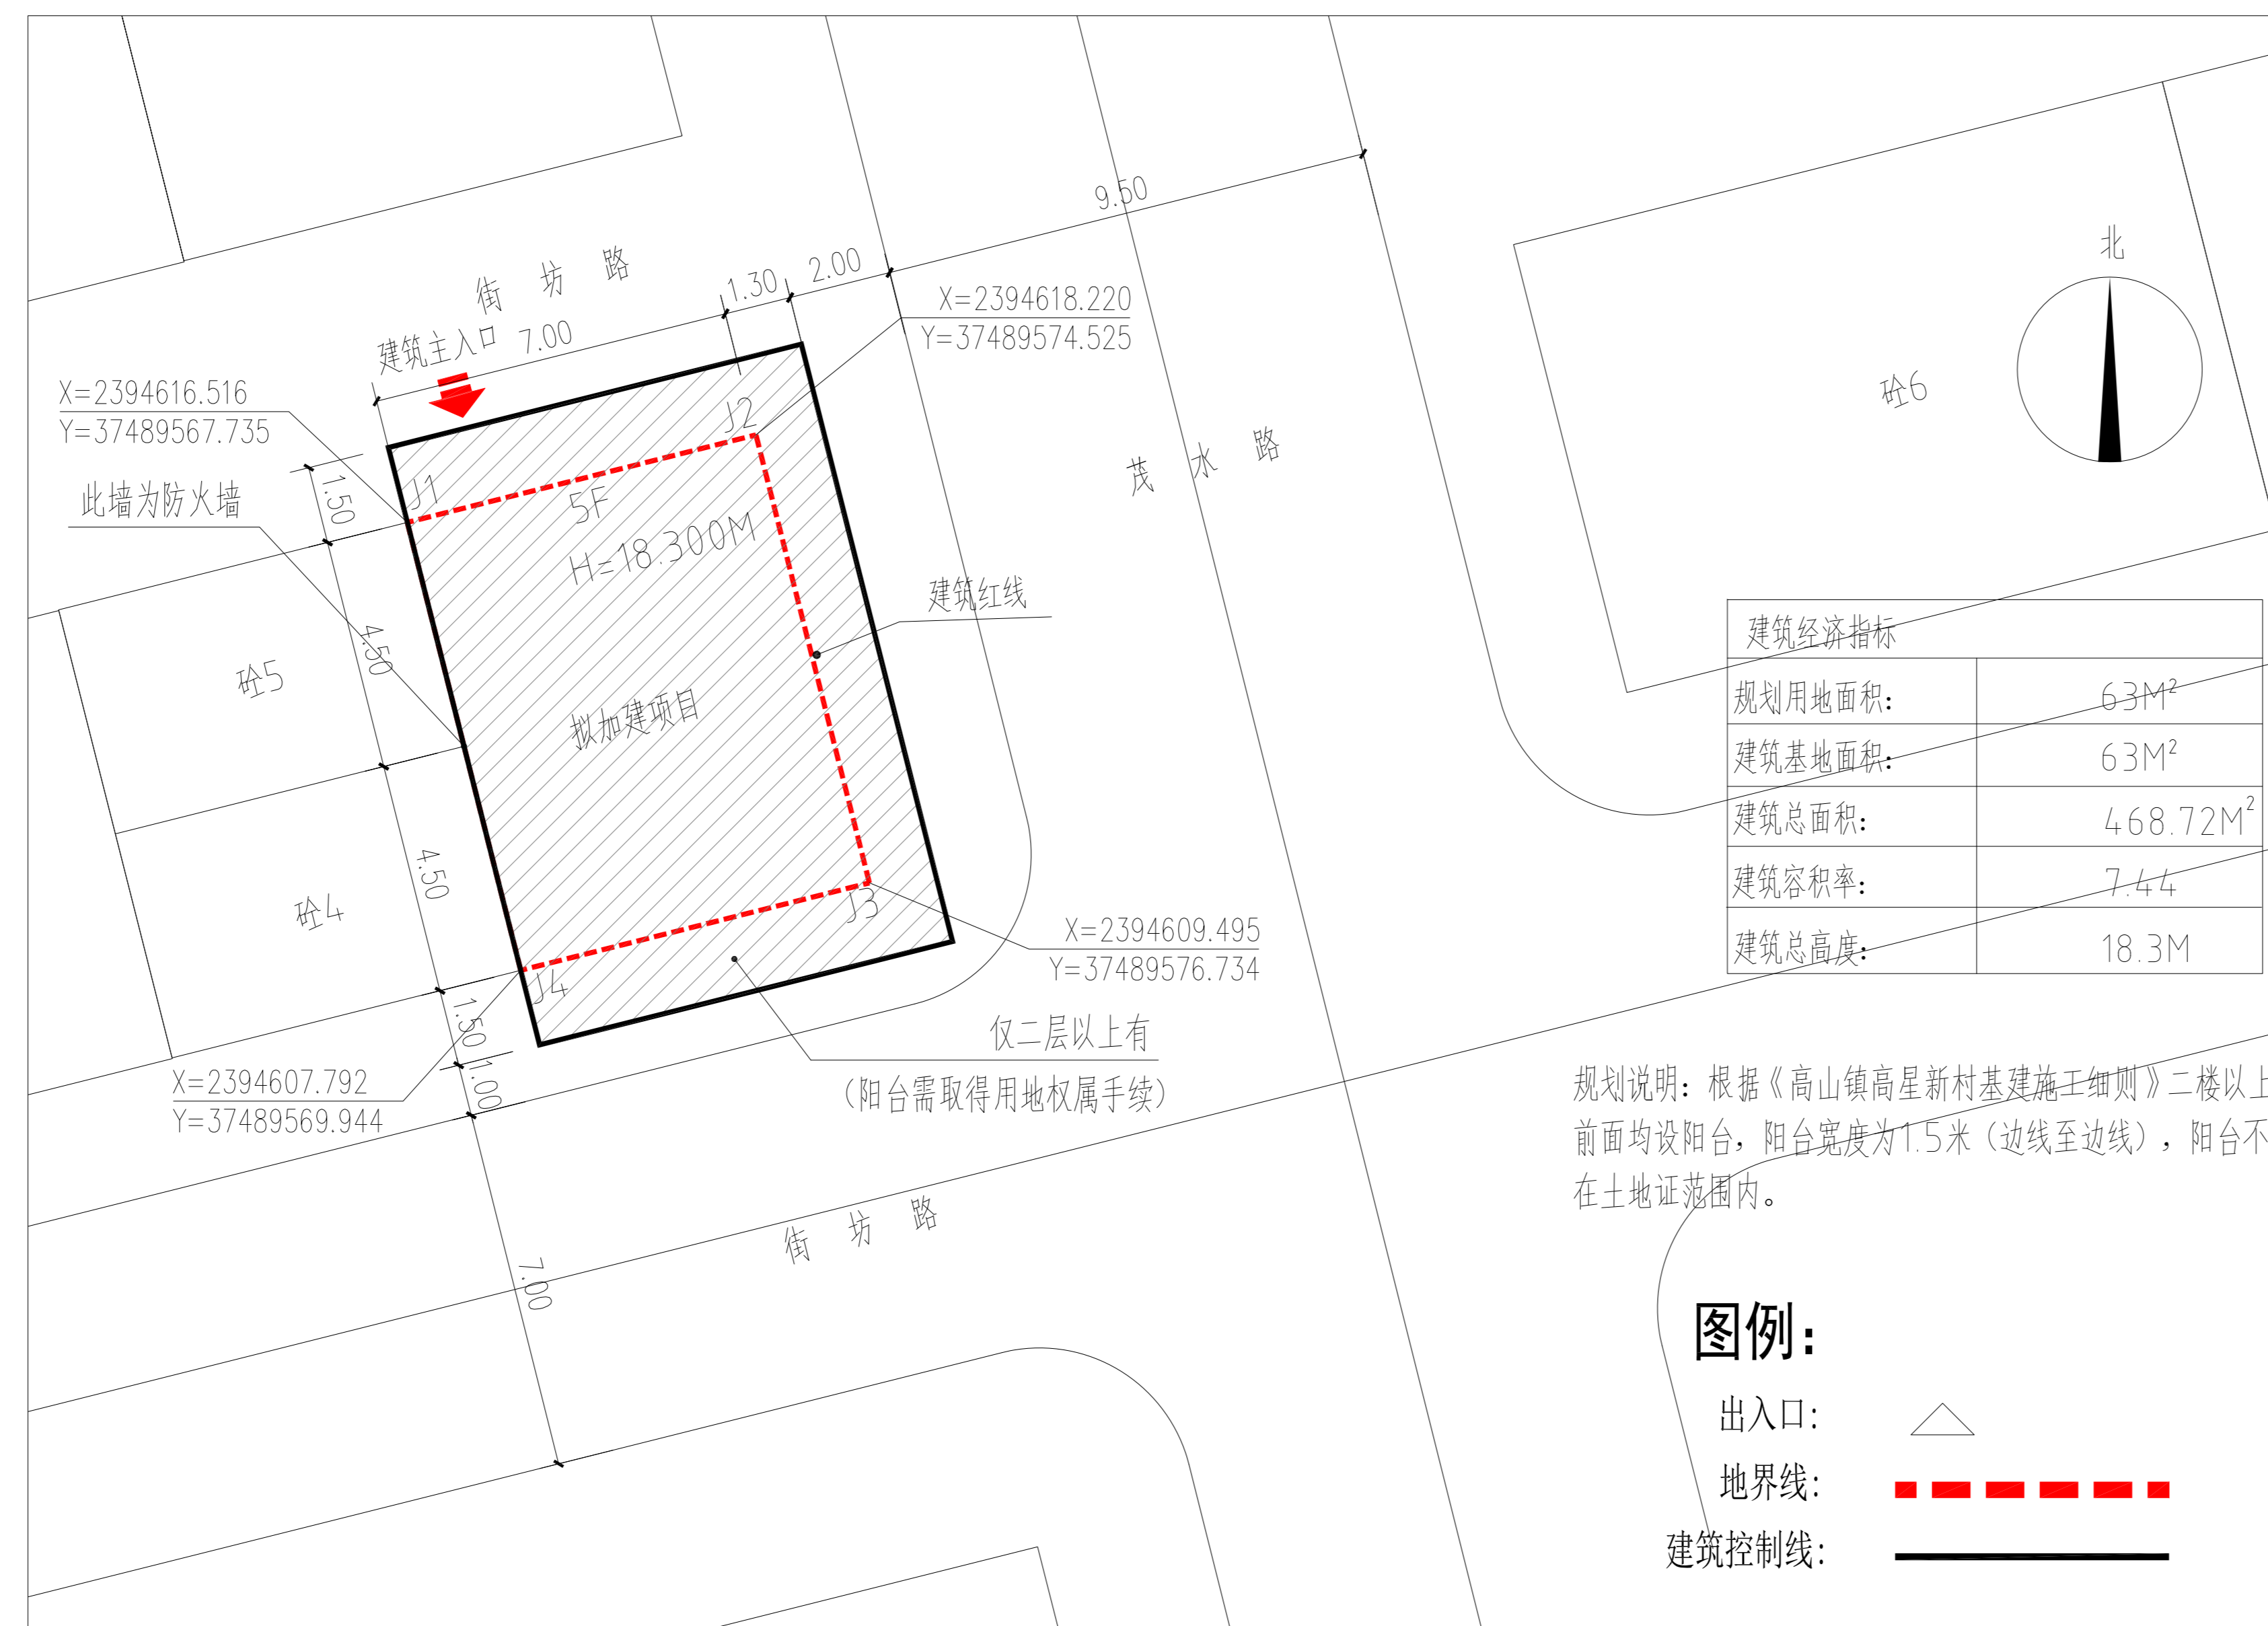 北
9.50
街 坊 路
1.30
2.00
建筑主入口
7.00
X=2394618.220
Y=37489574.525
X=2394616.516
Y=37489567.735
此墙为防火墙
1.50
J1
J2
5F
H=18.300M
茂 水 路
砼6
建筑红线
4.50
砼5
拟加建项目
4.50
砼4
J3
J4
X=2394609.495
Y=37489576.734
1.50
1.00
X=2394607.792
Y=37489569.944
仅二层以上有
(阳台需取得用地权属手续)
街 坊 路
7.00
建筑经济指标
规划用地面积: 63M²
建筑基地面积: 63M²
建筑总面积: 468.72M²
建筑容积率: 7.44
建筑总高度: 18.3M
规划说明：根据《高山镇高星新村基建施工细则》二楼以上
前面均设阳台，阳台宽度为1.5米（边线至边线），阳台不
在土地证范围内。
图例:
出入口:
地界线:
建筑控制线: